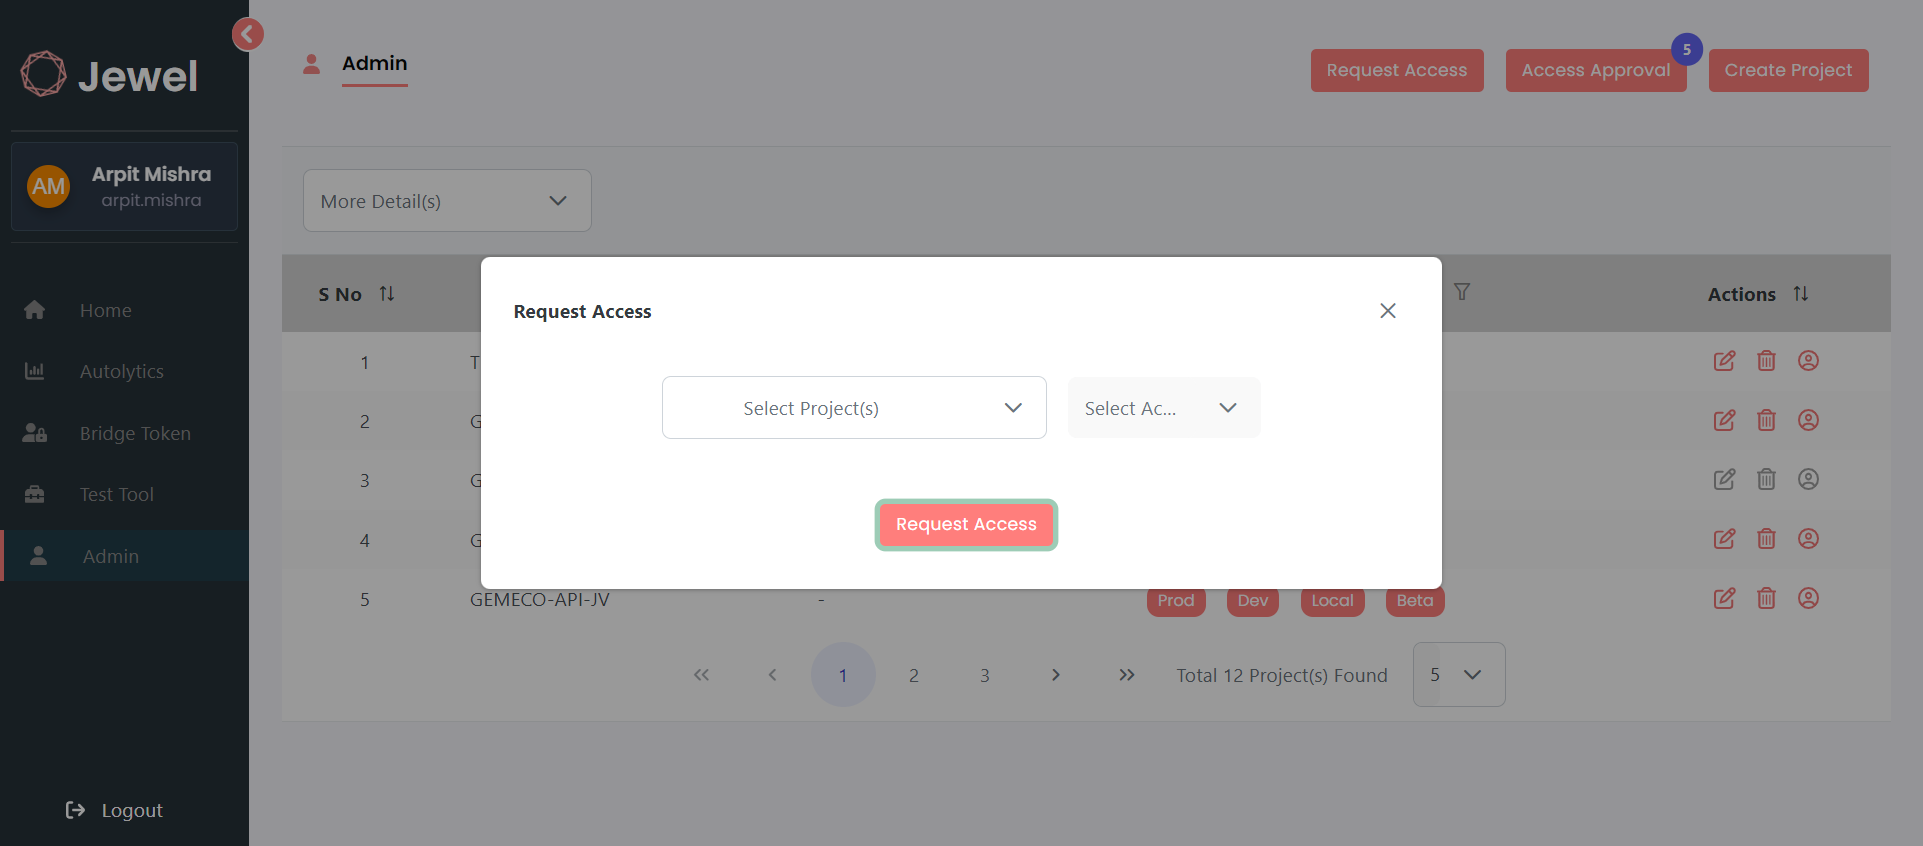 Jewel
AM
Arpit Mishra
arpit.mishra
Home
Autolytics
Bridge Token
Test Tool
Admin
Logout
Admin
Request Access
Access Approval
5
Create Project
More Detail(s)
S No
Actions
Request Access
Select Project(s)
Select Ac...
Request Access
1
T
2
G
3
G
4
G
5
GEMECO-API-JV
-
Prod
Dev
Local
Beta
1
2
3
Total 12 Project(s) Found
5